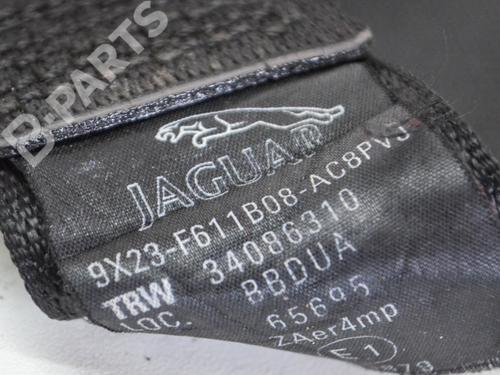 B-PARTS
JAGUAR
9X23-F611B08-AC8PVJ
TRW 34086310
LOC. BBDUA
65695
ZAer4mp
E1